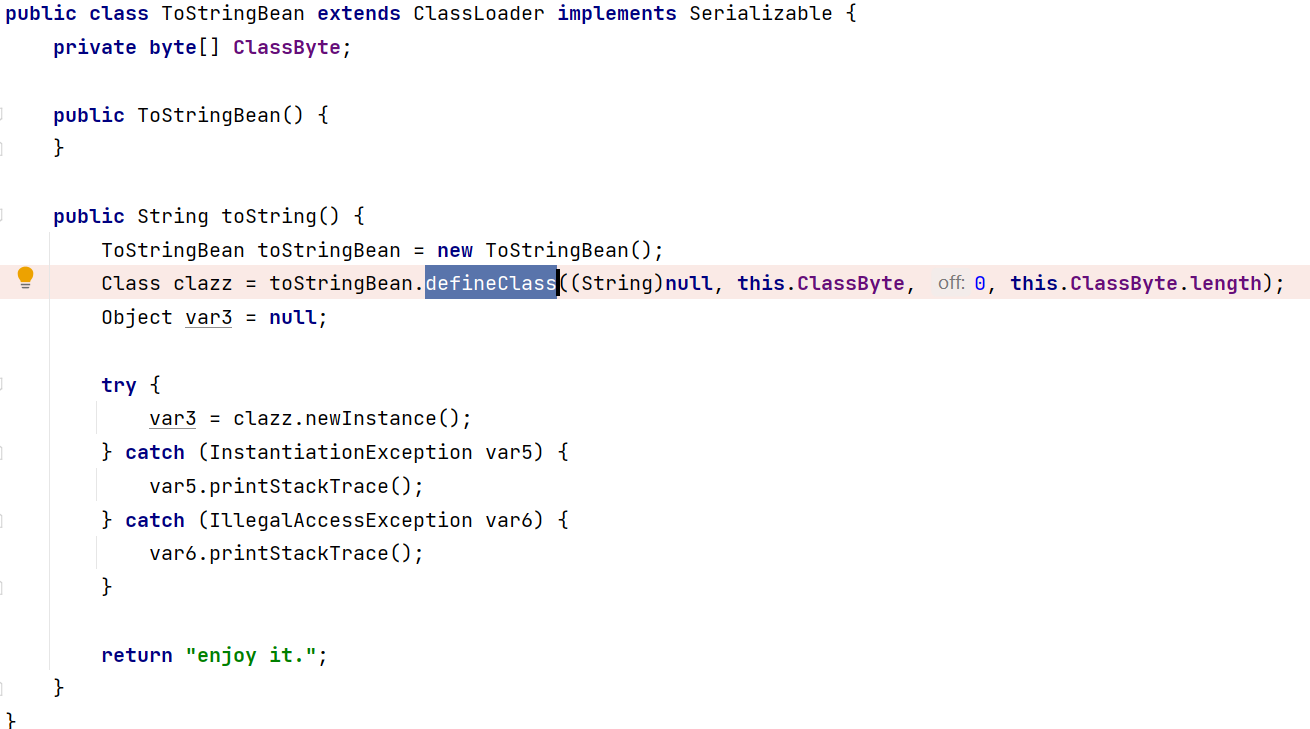 public class ToStringBean extends ClassLoader implements Serializable {
    private byte[] ClassByte;

    public ToStringBean() {
    }

    public String toString() {
        ToStringBean toStringBean = new ToStringBean();
        Class clazz = toStringBean.defineClass((String)null, this.ClassByte, off: 0, this.ClassByte.length);
        Object var3 = null;

        try {
            var3 = clazz.newInstance();
        } catch (InstantiationException var5) {
            var5.printStackTrace();
        } catch (IllegalAccessException var6) {
            var6.printStackTrace();
        }

        return "enjoy it.";
    }
}